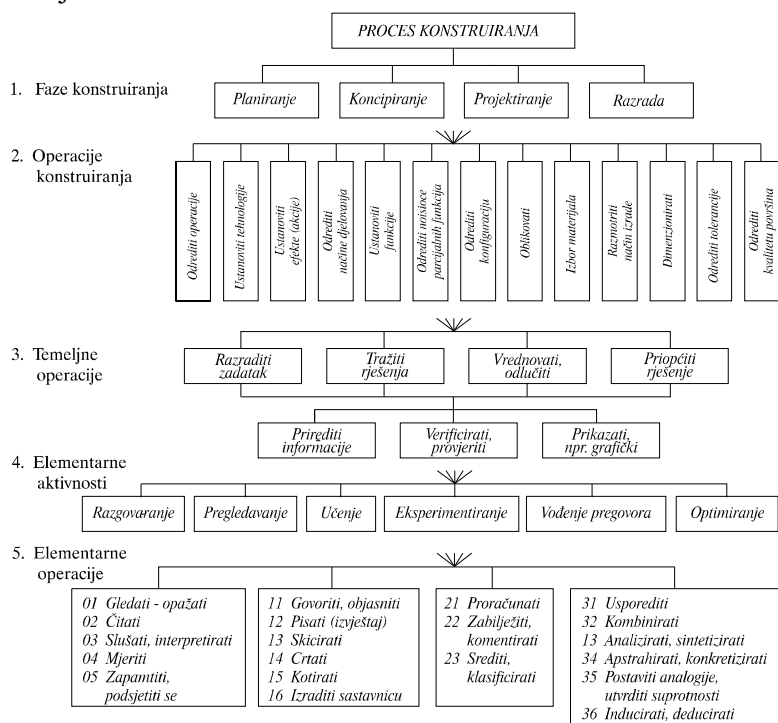 PROCES KONSTRUIRANJA
1. Faze konstruiranja
Planiranje
Koncipiranje
Projektiranje
Razrada
2. Operacije
konstruiranja
Odrediti operacije
Ustanoviti tehnologije
Ustanoviti
efekte (akcije)
Odrediti
načine djelovanja
Ustanoviti
funkcije
Odrediti noisioce
parcijalnih funkcija
Odrediti
konfiguraciju
Oblikovati
Izbor materijala
Razmotriti
način izrade
Dimenzionirati
Odrediti tolerancije
Odrediti
kvalitetu površina
3. Temeljne
operacije
Razraditi
zadatak
Tražiti
rješenja
Vrednovati,
odlučiti
Priopćiti
rješenje
Prirediti
informacije
Verificirati,
provjeriti
Prikazati,
npr. grafički
4. Elementarne
aktivnosti
Razgovaranje
Pregledavanje
Učenje
Eksperimentiranje
Vođenje pregovora
Optimiranje
5. Elementarne
operacije
01 Gledati - opažati
02 Čitati
03 Slušati, interpretirati
04 Mjeriti
05 Zapamtiti,
podsjetiti se
11 Govoriti, objasniti
12 Pisati (izvještaj)
13 Skicirati
14 Crtati
15 Kotirati
16 Izraditi sastavnicu
21 Proračunati
22 Zabilježiti,
komentirati
23 Srediti,
klasificirati
31 Usporediti
32 Kombinirati
13 Analizirati, sintetizirati
34 Apstrahirati, konkretizirati
35 Postaviti analogije,
utvrditi suprotnosti
36 Inducirati, deducirati